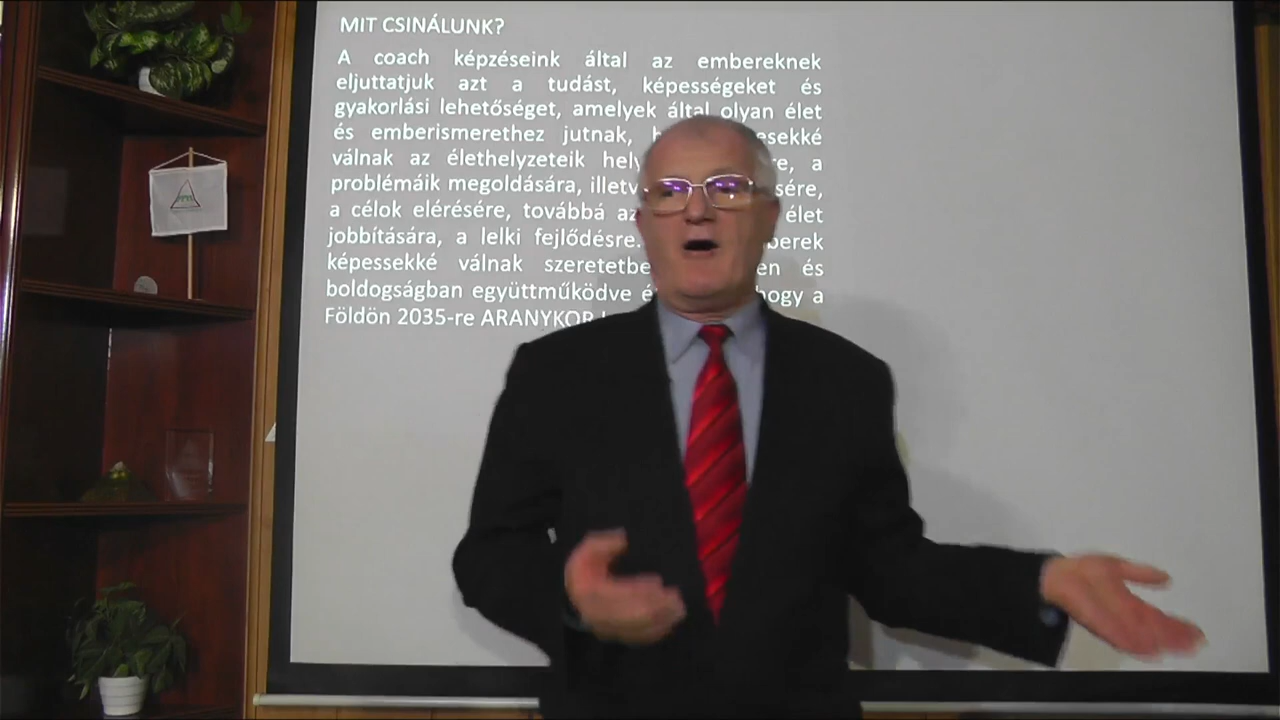 MIT CSINÁLUNK?
A coach képzéseink által az embereknek
eljuttatjuk azt a tudást, képességeket és
gyakorlási lehetőséget, amelyek által olyan élet
és emberismerethez jutnak,
válnak az élethelyzeteik a
problémáik megoldására,
a célok elérésére, továbbá élet
jobbítására, a lelki fejlődésre.
képessekké válnak és
boldogságban együttműködve hogy a
Földön 2035-re ARANYKOR